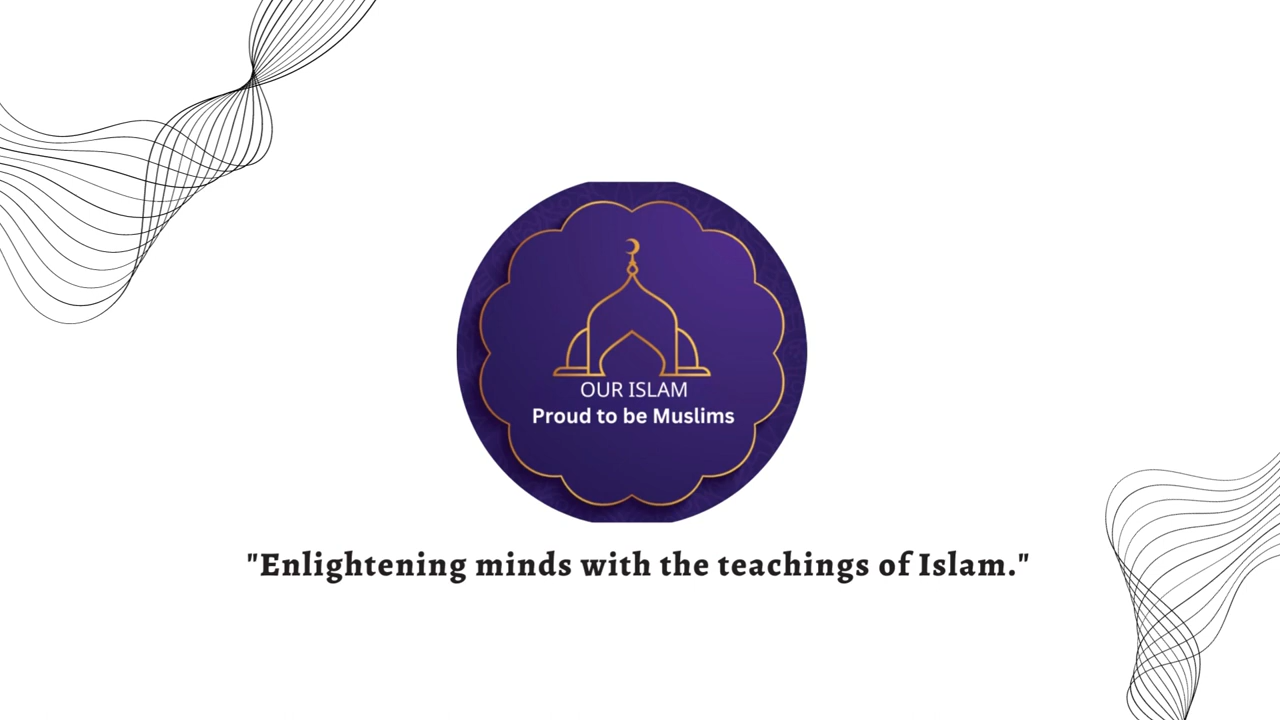 OUR ISLAM
Proud to be Muslims
"Enlightening minds with the teachings of Islam."